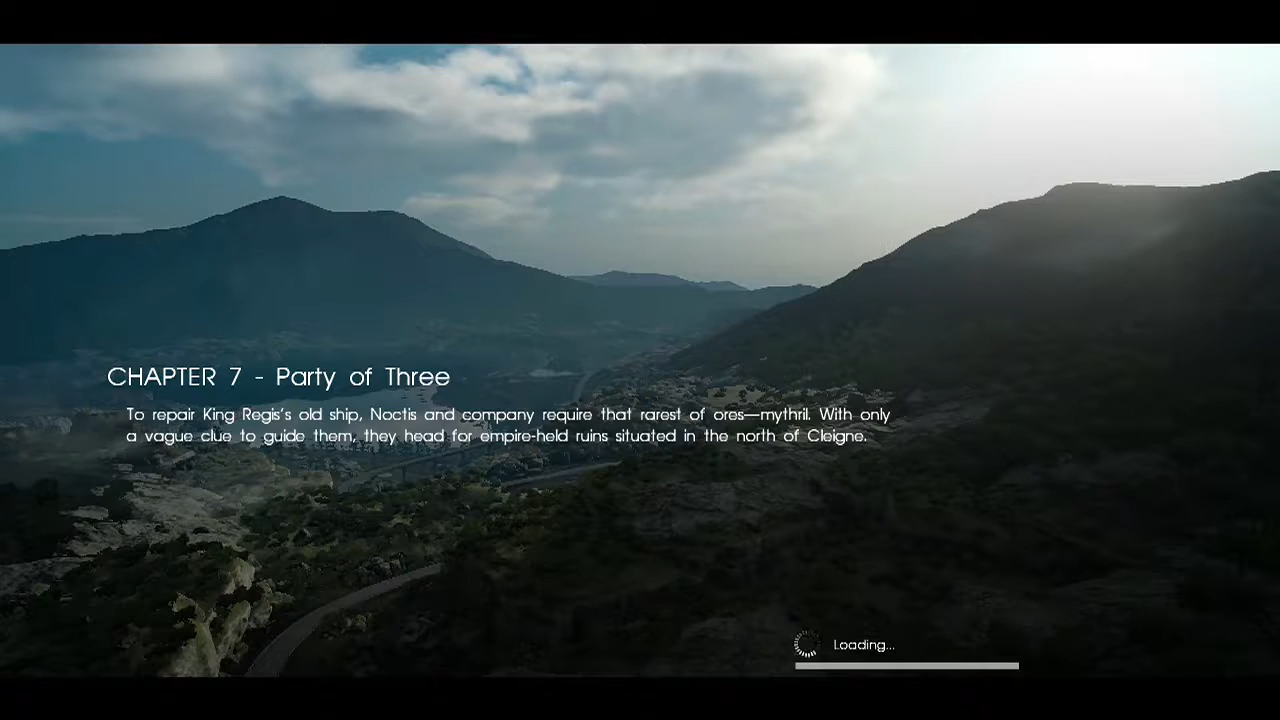 CHAPTER 7 - Party of Three
To repair King Regis's old ship, Noctis and company require that rarest of ores—mythril. With only
a vague clue to guide them, they head for empire-held ruins situated in the north of Cleigne.
Loading...